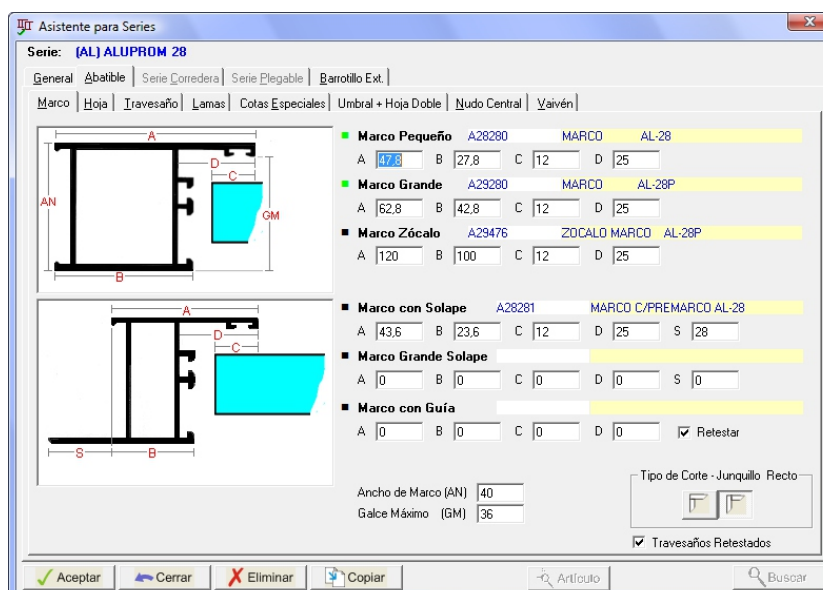 Asistente para Series
Serie: (AL) ALUPROM 28
General Abatible Serie Corredera Serie Plegable Barrotillo Ext.
Marco Hoja Travesaño Lamas Cotas Especiales Umbral + Hoja Doble Nudo Central Vaivén
A
D
C
AN
GM
B
Marco Pequeño A28280 MARCO AL-28
A 47,8 B 27,8 C 12 D 25
Marco Grande A29280 MARCO AL-28P
A 62,8 B 42,8 C 12 D 25
Marco Zócalo A29476 ZOCALO MARCO AL-28P
A 120 B 100 C 12 D 25
A
D
C
S
B
Marco con Solape A28281 MARCO C/PREMARCO AL-28
A 43,6 B 23,6 C 12 D 25 S 28
Marco Grande Solape
A 0 B 0 C 0 D 0 S 0
Marco con Guía
A 0 B 0 C 0 D 0 Retestar
Ancho de Marco (AN) 40
Galce Máximo (GM) 36
Tipo de Corte - Junquillo Recto
Travesaños Retestados
Aceptar Cerrar Eliminar Copiar Artículo Buscar